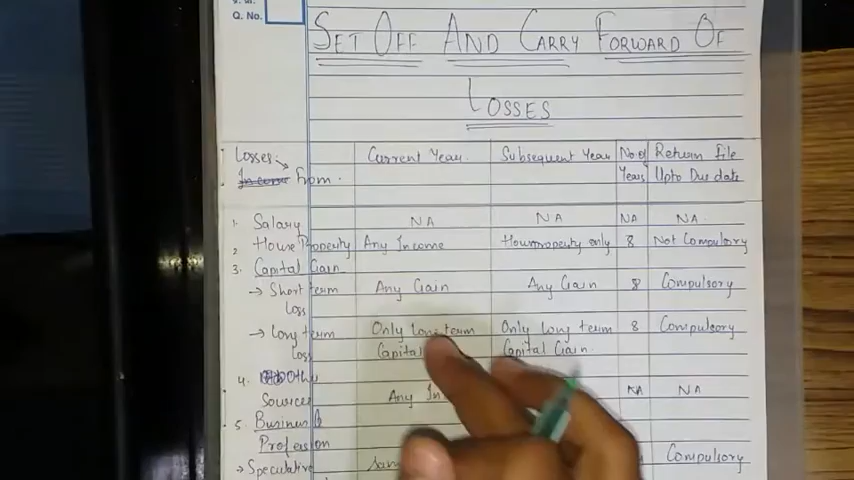 Q. No.
SET OFF AND CARRY FORWARD OF
LOSSES
Losses From. Current Year. Subsequent Year No. of Years Return File Upto Due date
1. Salary NA NA NA NA.
2 House Property Any Income Houseproperty only 8 Not Compulsory
3. Capital Gain
→ Short term Loss Any Gain Any Gain 8 Compulsory
→ Long term Loss Only Long term Capital Only Long term Capital Gain. 8 Compulsory
4. Sources Any In NA NA
5. Business &
Profession
→ Speculative Compulsory